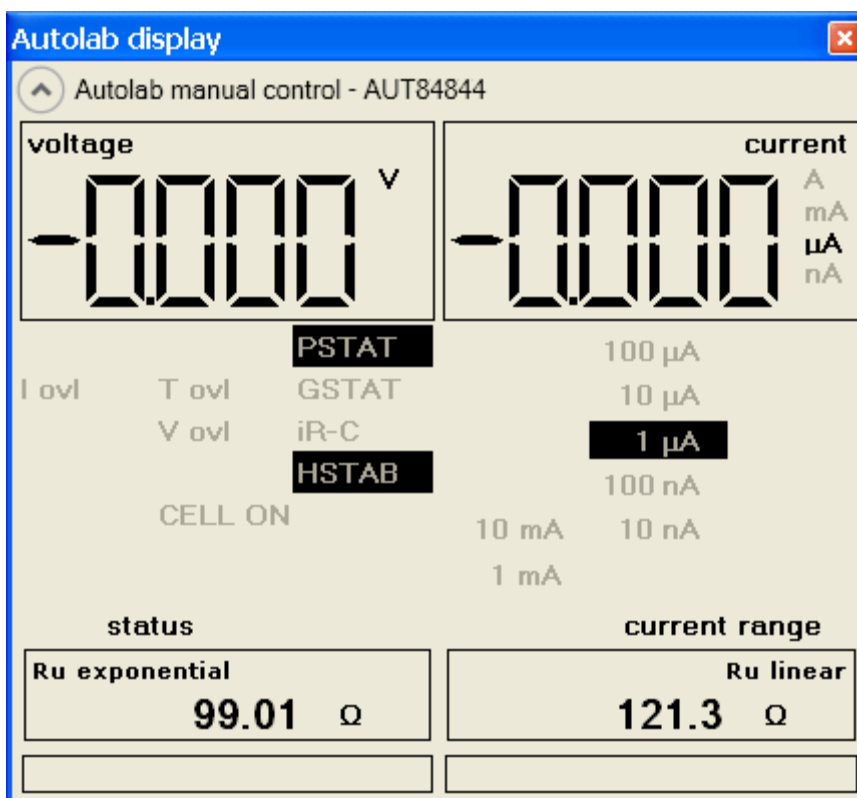 Autolab display
Autolab manual control - AUT84844
voltage
-0.000 V
current
-0.000
A
mA
µA
nA
PSTAT
I ovl T ovl GSTAT
V ovl iR-C
HSTAB
CELL ON
100 µA
10 µA
1 µA
100 nA
10 mA 10 nA
1 mA
status
current range
Ru exponential
99.01 Ω
Ru linear
121.3 Ω